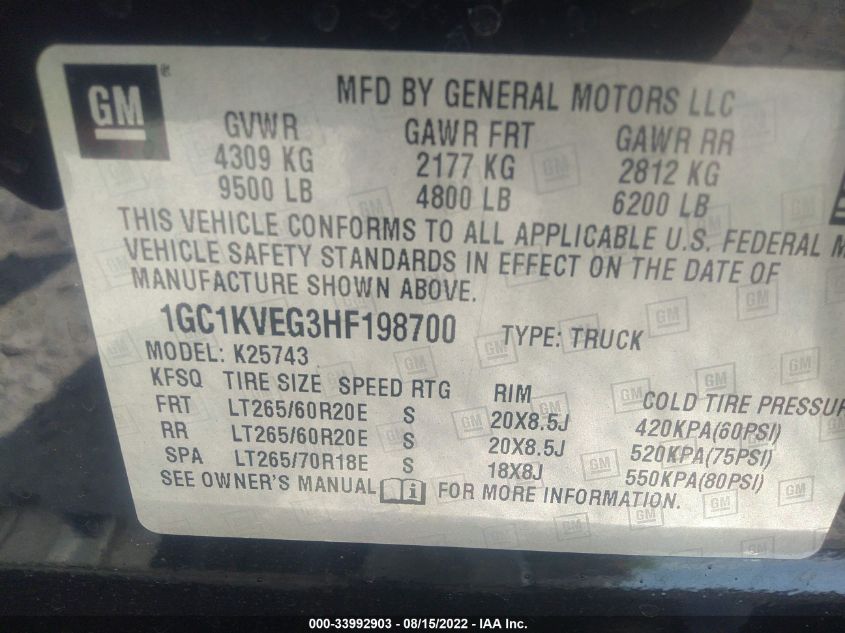 GM
MFD BY GENERAL MOTORS LLC
GVWR GAWR FRT GAWR RR
4309 KG 2177 KG 2812 KG
9500 LB 4800 LB 6200 LB
THIS VEHICLE CONFORMS TO ALL APPLICABLE U.S. FEDERAL M
VEHICLE SAFETY STANDARDS IN EFFECT ON THE DATE OF
MANUFACTURE SHOWN ABOVE.
1GC1KVEG3HF198700 TYPE: TRUCK
MODEL: K25743
KFSQ TIRE SIZE SPEED RTG RIM COLD TIRE PRESSUR
FRT LT265/60R20E S 20X8.5J 420KPA(60PSI)
RR LT265/60R20E S 20X8.5J 520KPA(75PSI)
SPA LT265/70R18E S 18X8J 550KPA(80PSI)
SEE OWNER'S MANUAL i FOR MORE INFORMATION.
000-33992903 - 08/15/2022 - IAA Inc.